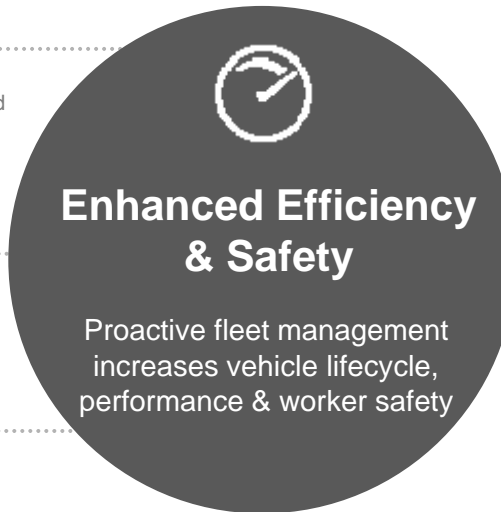 Enhanced Efficiency
& Safety
Proactive fleet management
increases vehicle lifecycle,
performance & worker safety